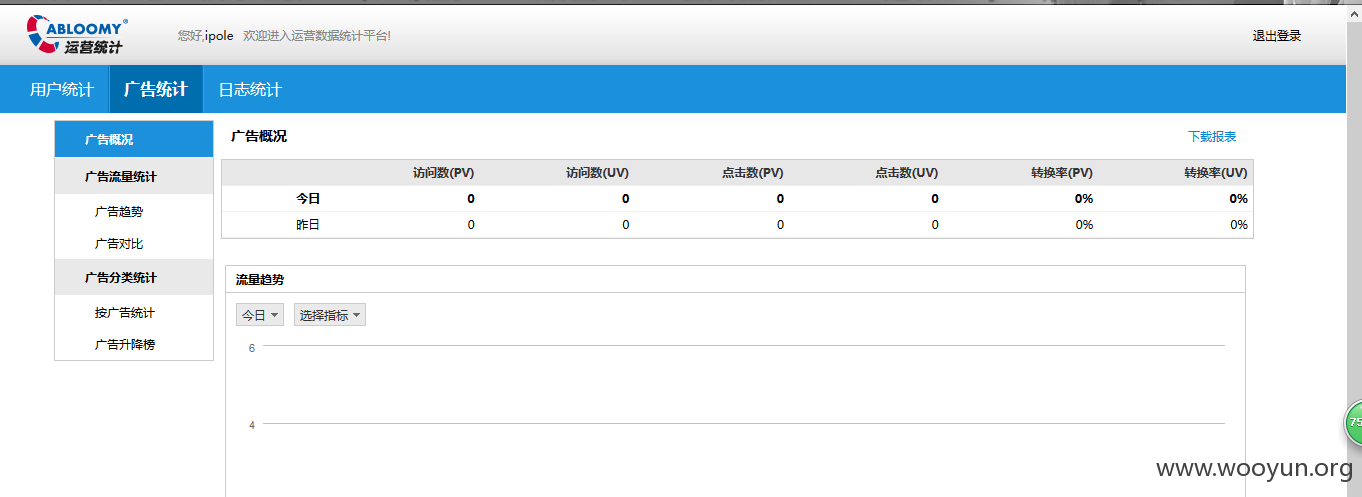 ABLOOMY®
运营统计
您好,ipole 欢迎进入运营数据统计平台!
退出登录
用户统计 广告统计 日志统计
广告概况
广告流量统计
广告趋势
广告对比
广告分类统计
按广告统计
广告升降榜
广告概况 下载报表
访问数(PV) 访问数(UV) 点击数(PV) 点击数(UV) 转换率(PV) 转换率(UV)
今日 0 0 0 0 0% 0%
昨日 0 0 0 0 0% 0%
流量趋势
今日 选择指标
6
4
75
www.wooyun.org